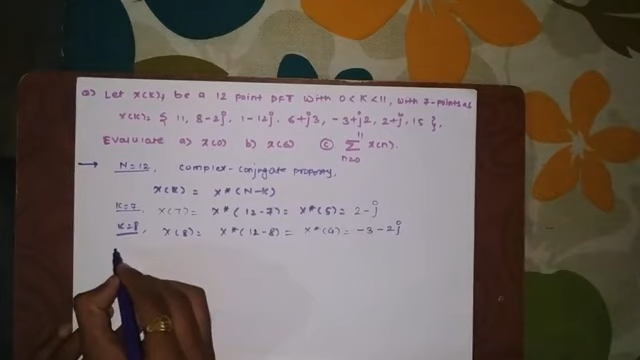 Q) Let X(K), be a 12 point DFT with 0 < K < 11, with 7-points as
X(K) = { 11, 8-2j, 1-12j, 6+j3, -3+j2, 2+j, 15 }.
Evaluate a) x(0) b) x(6) c) 11 Σ n=0 x(n).
→ N=12, complex-conjugate property,
X(K) = X*(N-K)
K=7, X(7) = X*(12-7) = X*(5) = 2-j
K=8, X(8) = X*(12-8) = X*(4) = -3-2j